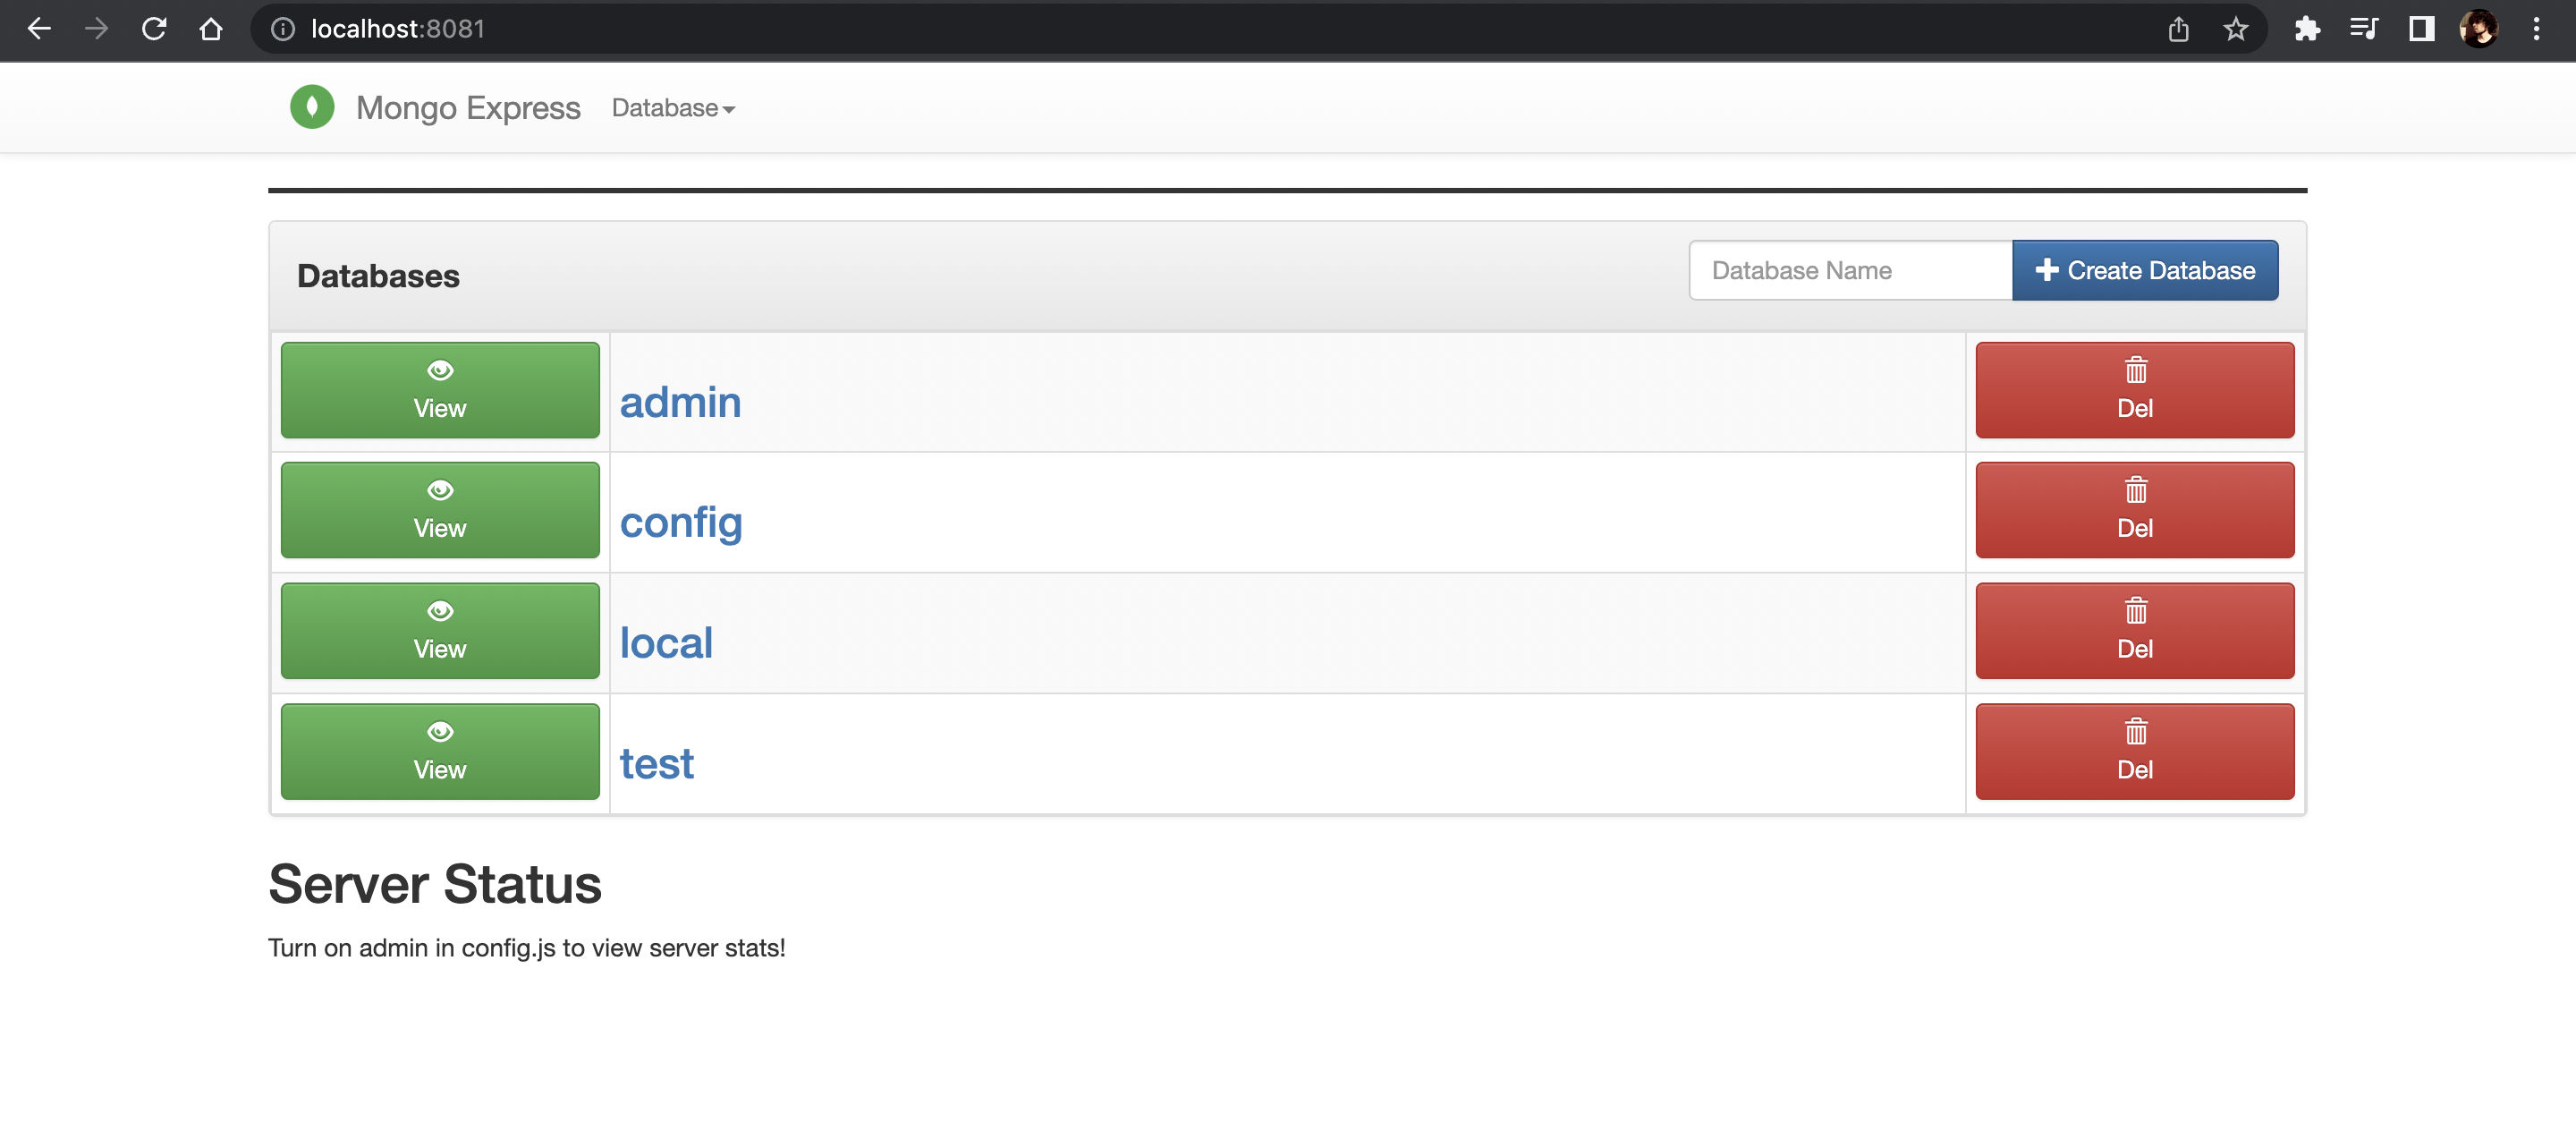 localhost:8081
Mongo Express Database
Databases
Database Name Create Database
View admin Del
View config Del
View local Del
View test Del
Server Status
Turn on admin in config.js to view server stats!